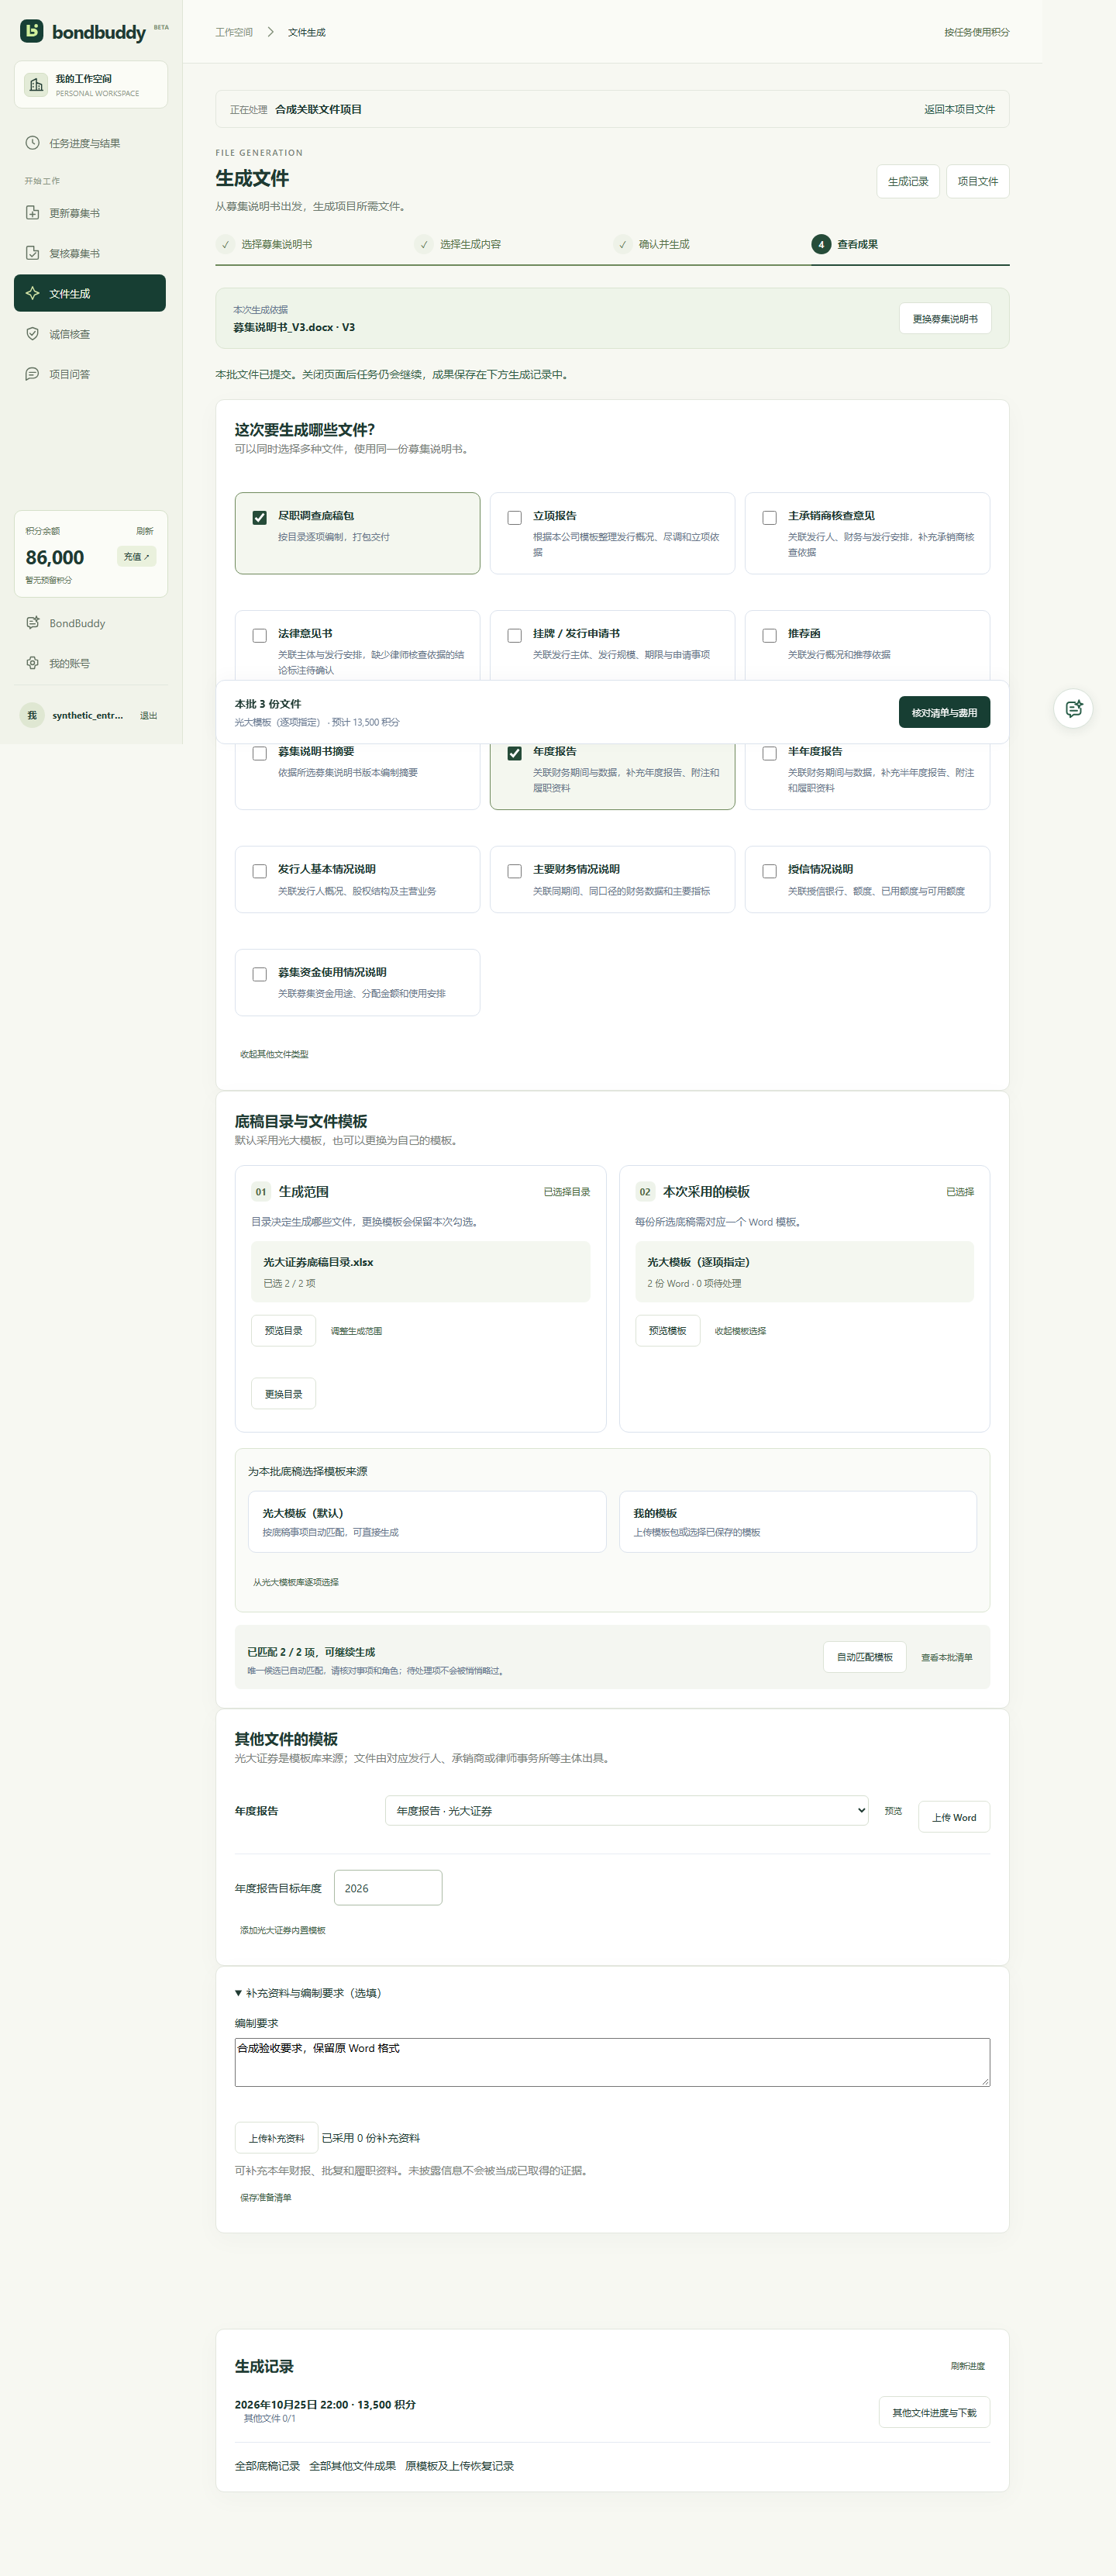 bondbuddy BETA
我的工作空间
PERSONAL WORKSPACE
任务进度与结果
开始工作
更新募集书
复核募集书
文件生成
诚信核查
项目问答
积分余额 刷新
86,000 充值 ↗
暂无预留积分
BondBuddy
我的账号
我 synthetic_entr... 退出
工作空间 > 文件生成 按任务使用积分
正在处理 合成关联文件项目 返回本项目文件
FILE GENERATION
生成文件 生成记录 项目文件
从募集说明书出发，生成项目所需文件。
✓ 选择募集说明书 ✓ 选择生成内容 ✓ 确认并生成 4 查看成果
本次生成依据
募集说明书_V3.docx · V3 更换募集说明书
本批文件已提交。关闭页面后任务仍会继续，成果保存在下方生成记录中。
这次要生成哪些文件？
可以同时选择多种文件，使用同一份募集说明书。
尽职调查底稿包
按目录逐项编制，打包交付
立项报告
根据本公司模板整理发行概况、尽调和立项依
据
主承销商核查意见
关联发行人、财务与发行安排，补充承销商核
查依据
法律意见书
关联主体与发行安排，缺少律师核查依据的结
论标注待确认
挂牌 / 发行申请书
关联发行主体、发行规模、期限与申请事项
推荐函
关联发行概况和推荐依据
本批 3 份文件
光大模板（逐项指定） · 预计 13,500 积分 核对清单与费用
募集说明书摘要
依据所选募集说明书版本编制摘要
年度报告
关联财务期间与数据，补充年度报告、附注和
履职资料
半年度报告
关联财务期间与数据，补充半年度报告、附注
和履职资料
发行人基本情况说明
关联发行人概况、股权结构及主营业务
主要财务情况说明
关联同期间、同口径的财务数据和主要指标
授信情况说明
关联授信银行、额度、已用额度与可用额度
募集资金使用情况说明
关联募集资金用途、分配金额和使用安排
收起其他文件类型
底稿目录与文件模板
默认采用光大模板，也可以更换为自己的模板。
01 生成范围 已选择目录
目录决定生成哪些文件，更换模板会保留本次勾选。
光大证券底稿目录.xlsx
已选 2 / 2 项
预览目录 调整生成范围
更换目录
02 本次采用的模板 已选择
每份所选底稿需对应一个 Word 模板。
光大模板（逐项指定）
2 份 Word · 0 项待处理
预览模板 收起模板选择
为本批底稿选择模板来源
光大模板（默认）
按底稿事项自动匹配，可直接生成
我的模板
上传模板包或选择已保存的模板
从光大模板库逐项选择
已匹配 2 / 2 项，可继续生成
唯一候选已自动匹配，请核对事项和角色；待处理项不会被悄悄略过。
自动匹配模板 查看本批清单
其他文件的模板
光大证券是模板库来源；文件由对应发行人、承销商或律师事务所等主体出具。
年度报告 年度报告 · 光大证券 预览 上传 Word
年度报告目标年度 2026
添加光大证券内置模板
▼ 补充资料与编制要求（选填）
编制要求
合成验收要求，保留原 Word 格式
上传补充资料 已采用 0 份补充资料
可补充本年财报、批复和履职资料。未披露信息不会被当成已取得的证据。
保存准备清单
生成记录 刷新进度
2026年10月25日 22:00 · 13,500 积分
其他文件 0/1 其他文件进度与下载
全部底稿记录 全部其他文件成果 原模板及上传恢复记录